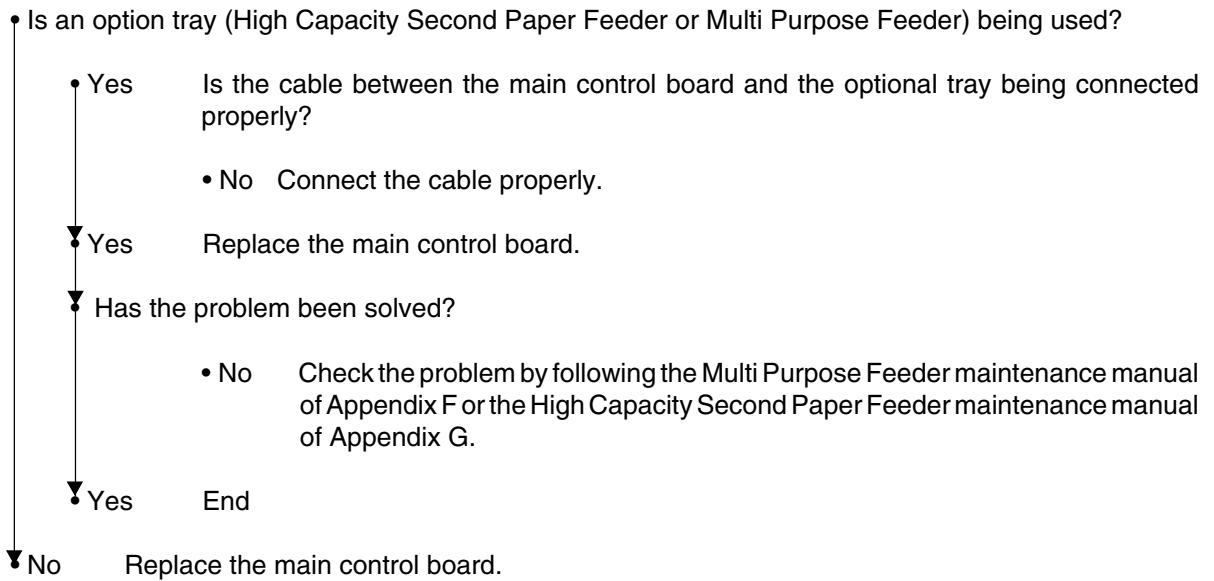 • Is an option tray (High Capacity Second Paper Feeder or Multi Purpose Feeder) being used?
• Yes Is the cable between the main control board and the optional tray being connected
properly?
• No Connect the cable properly.
• Yes Replace the main control board.
• Has the problem been solved?
• No Check the problem by following the Multi Purpose Feeder maintenance manual
of Appendix F or the High Capacity Second Paper Feeder maintenance manual
of Appendix G.
• Yes End
• No Replace the main control board.